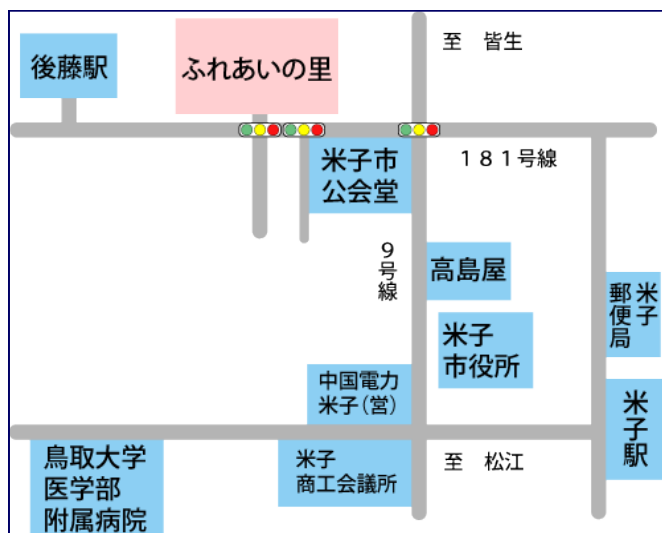 至　皆生
後藤駅
ふれあいの里
米子市
公会堂
１８１号線
９号線
高島屋
米子
郵便局
米子
市役所
中国電力
米子（営）
米子駅
鳥取大学
医学部
附属病院
米子
商工会議所
至　松江